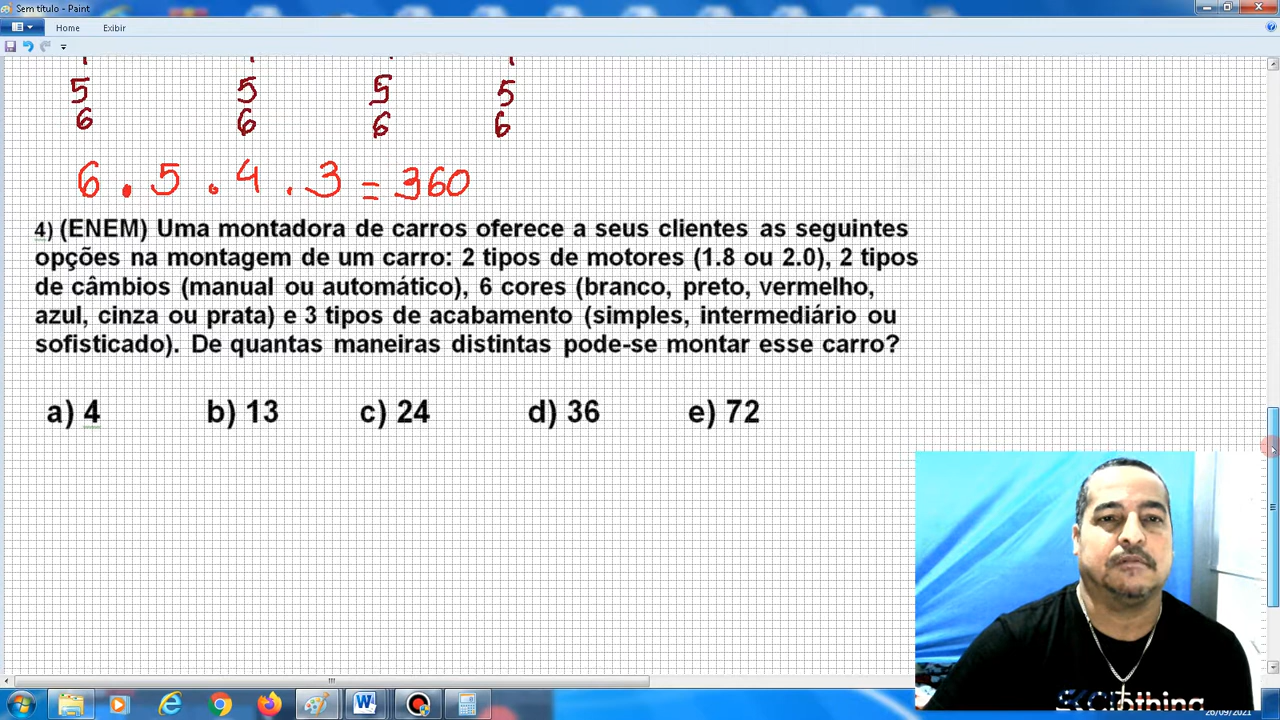 Sem título - Paint
Home Exibir
5 5 5 5
6 6 6 6
6 . 5 . 4 . 3 = 360
4) (ENEM) Uma montadora de carros oferece a seus clientes as seguintes
opções na montagem de um carro: 2 tipos de motores (1.8 ou 2.0), 2 tipos
de câmbios (manual ou automático), 6 cores (branco, preto, vermelho,
azul, cinza ou prata) e 3 tipos de acabamento (simples, intermediário ou
sofisticado). De quantas maneiras distintas pode-se montar esse carro?
a) 4 b) 13 c) 24 d) 36 e) 72
26/09/2021